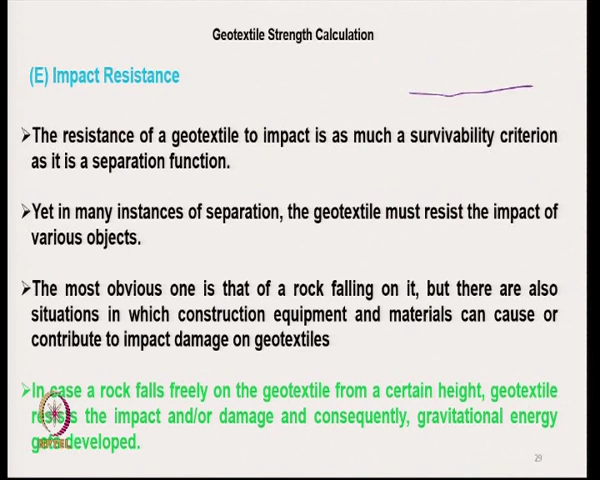 Geotextile Strength Calculation
(E) Impact Resistance
➢The resistance of a geotextile to impact is as much a survivability criterion
as it is a separation function.
➢Yet in many instances of separation, the geotextile must resist the impact of
various objects.
➢The most obvious one is that of a rock falling on it, but there are also
situations in which construction equipment and materials can cause or
contribute to impact damage on geotextiles
➢In case a rock falls freely on the geotextile from a certain height, geotextile
resists the impact and/or damage and consequently, gravitational energy
gets developed.
29